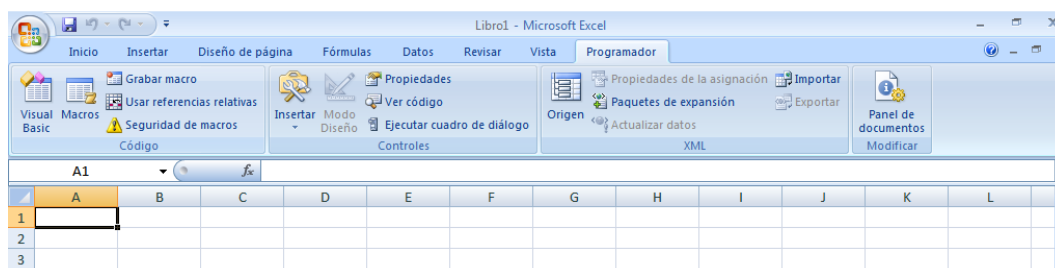 Libro1 - Microsoft Excel
Inicio Insertar Diseño de página Fórmulas Datos Revisar Vista Programador
Visual Basic
Macros
Grabar macro
Usar referencias relativas
Seguridad de macros
Código
Insertar
Modo Diseño
Propiedades
Ver código
Ejecutar cuadro de diálogo
Controles
Origen
Propiedades de la asignación
Paquetes de expansión
Actualizar datos
Importar
Exportar
XML
Panel de documentos
Modificar
A1 fx
A B C D E F G H I J K L
1
2
3